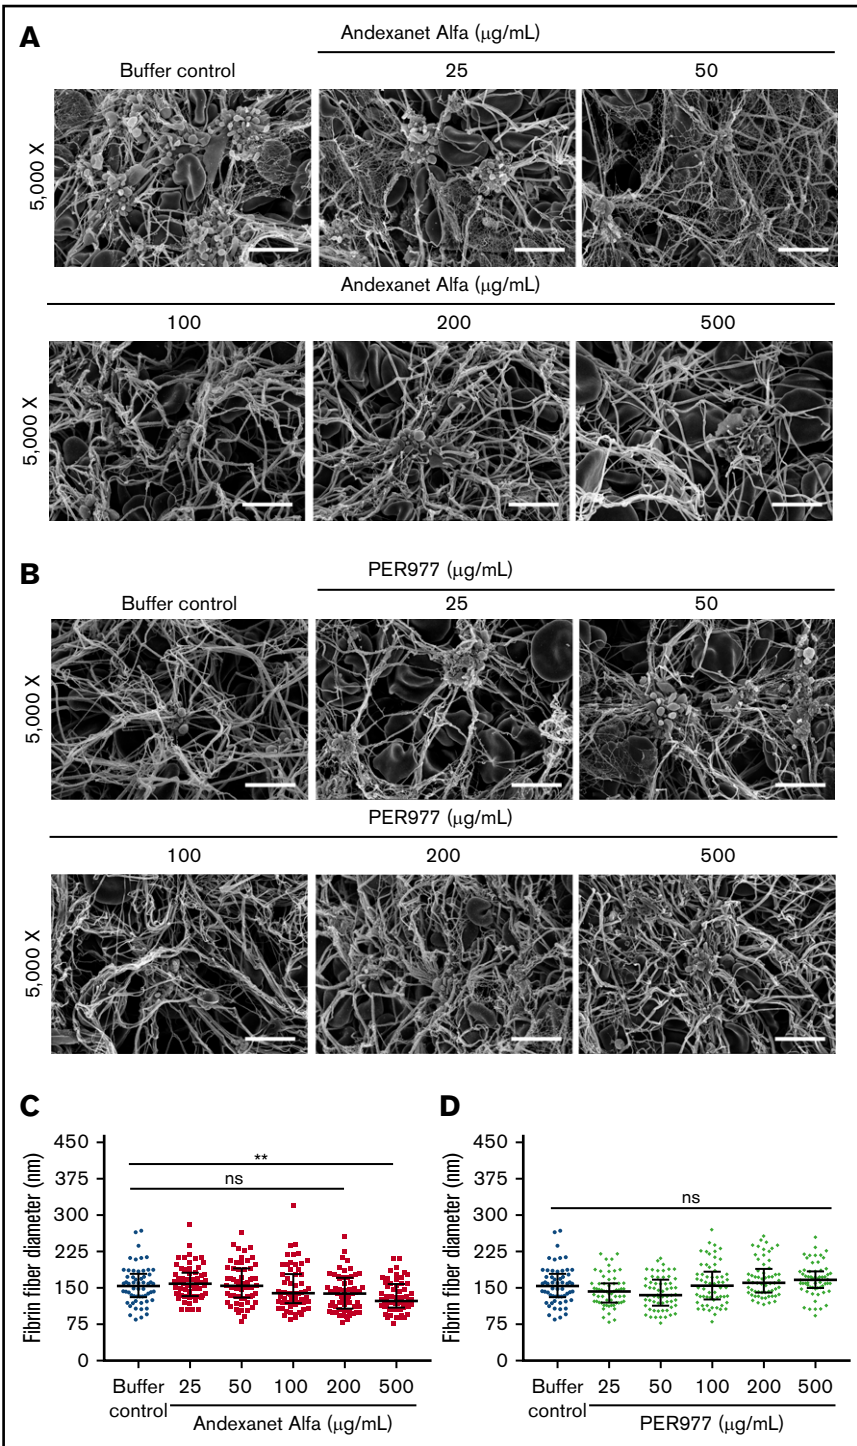 A
Andexanet Alfa (μg/mL)
Buffer control
25
50
5,000 X
Andexanet Alfa (μg/mL)
100
200
500
5,000 X
B
PER977 (μg/mL)
Buffer control
25
50
5,000 X
PER977 (μg/mL)
100
200
500
5,000 X
C
Fibrin fiber diameter (nm)
450
375
300
225
150
75
0
**
ns
Buffer control
25
50
100
200
500
Andexanet Alfa (μg/mL)
D
Fibrin fiber diameter (nm)
450
375
300
225
150
75
0
ns
Buffer control
25
50
100
200
500
PER977 (μg/mL)